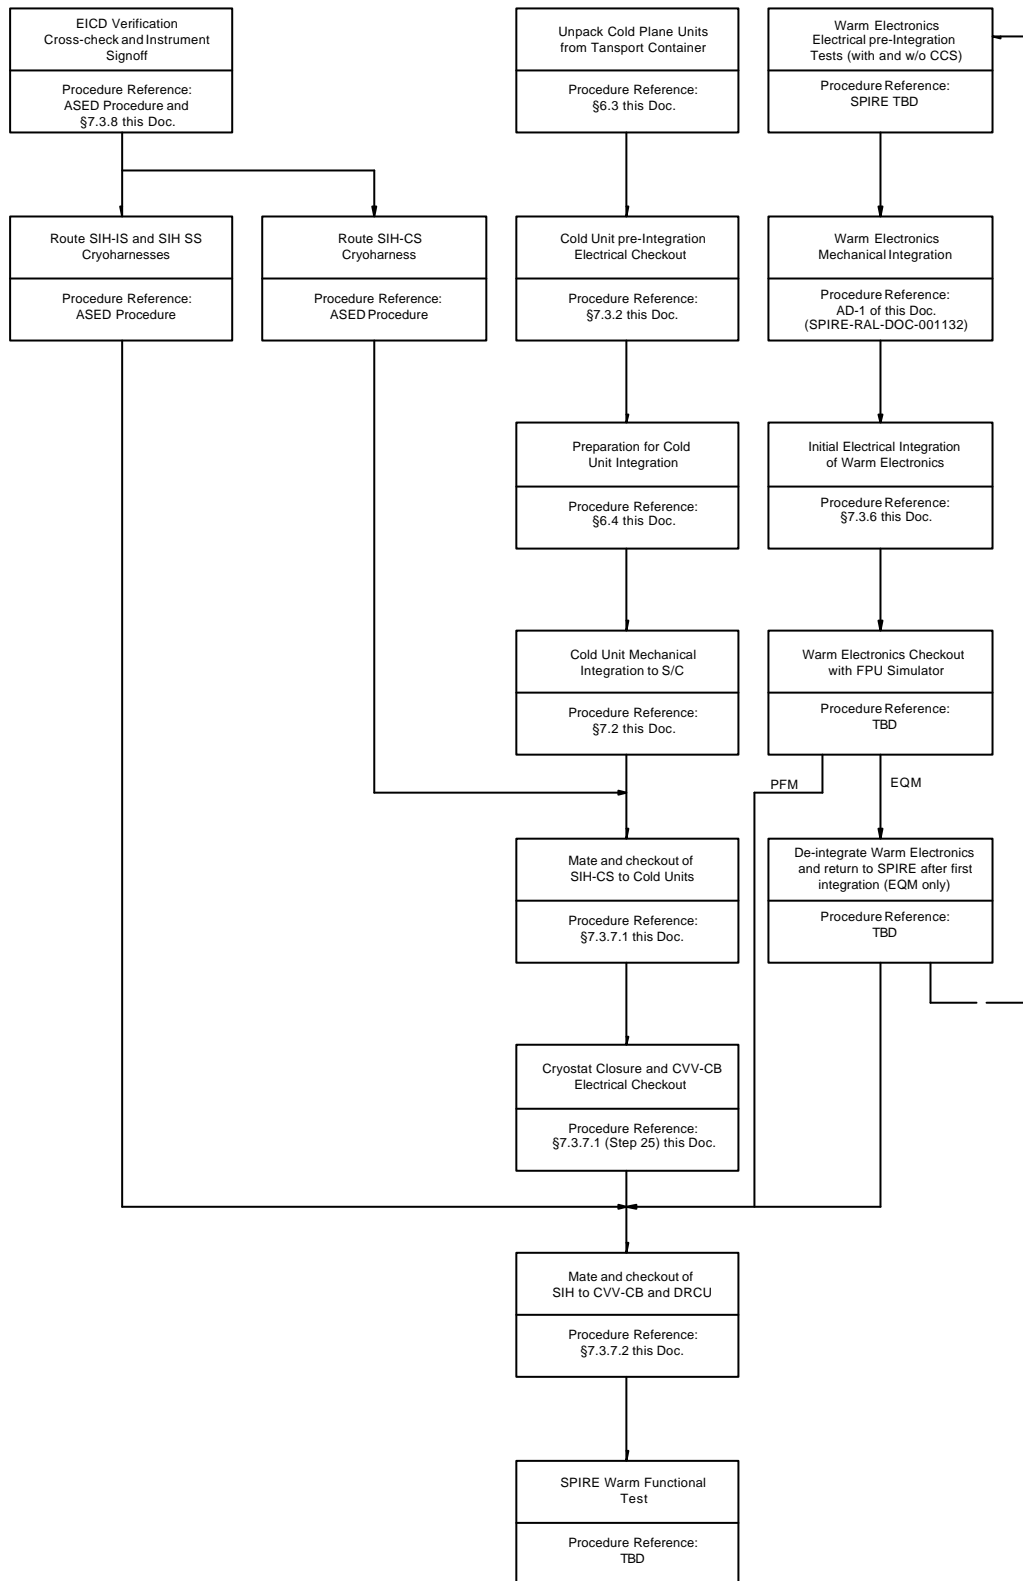 EICD Verification
Cross-check and Instrument
Signoff
Procedure Reference:
ASED Procedure and
§7.3.8 this Doc.
Unpack Cold Plane Units
from Tansport Container
Procedure Reference:
§6.3 this Doc.
Warm Electronics
Electrical pre-Integration
Tests (with and w/o CCS)
Procedure Reference:
SPIRE TBD
Route SIH-IS and SIH SS
Cryoharnesses
Procedure Reference:
ASED Procedure
Route SIH-CS
Cryoharness
Procedure Reference:
ASED Procedure
Cold Unit pre-Integration
Electrical Checkout
Procedure Reference:
§7.3.2 this Doc.
Warm Electronics
Mechanical Integration
Procedure Reference:
AD-1 of this Doc.
(SPIRE-RAL-DOC-001132)
Preparation for Cold
Unit Integration
Procedure Reference:
§6.4 this Doc.
Initial Electrical Integration
of Warm Electronics
Procedure Reference:
§7.3.6 this Doc.
Cold Unit Mechanical
Integration to S/C
Procedure Reference:
§7.2 this Doc.
Warm Electronics Checkout
with FPU Simulator
Procedure Reference:
TBD
PFM
EQM
Mate and checkout of
SIH-CS to Cold Units
Procedure Reference:
§7.3.7.1 this Doc.
De-integrate Warm Electronics
and return to SPIRE after first
integration (EQM only)
Procedure Reference:
TBD
Cryostat Closure and CVV-CB
Electrical Checkout
Procedure Reference:
§7.3.7.1 (Step 25) this Doc.
Mate and checkout of
SIH to CVV-CB and DRCU
Procedure Reference:
§7.3.7.2 this Doc.
SPIRE Warm Functional
Test
Procedure Reference:
TBD